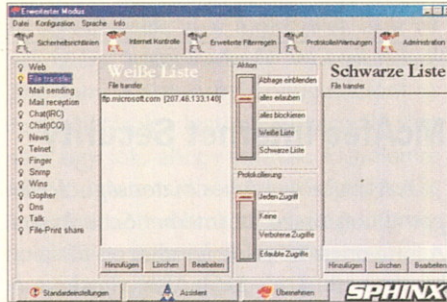 Erweiterter Modus
Datei Konfiguration Sprache Info
Sicherheitsrichtlinien
Internet Kontrolle
Erweiterte Filterregeln
Protokolle/Warnungen
Administration
Web
File transfer
Mail sending
Mail reception
Chat(IRC)
Chat(ICQ)
News
Telnet
Finger
Snmp
Wins
Gopher
Dns
Talk
File-Print share
Weiße Liste
File transfer
ftp.microsoft.com [207.46.133.140]
Hinzufügen Löschen Bearbeiten
Aktion
Abfrage einblenden
alles erlauben
alles blockieren
Weiße Liste
Schwarze Liste
Protokollierung
Jeden Zugriff
Keine
Verbotene Zugriffe
Erlaubte Zugriffe
Schwarze Liste
File transfer
Hinzufügen Löschen Bearbeiten
Standardeinstellungen
Assistent
Übernehmen
SPHINX